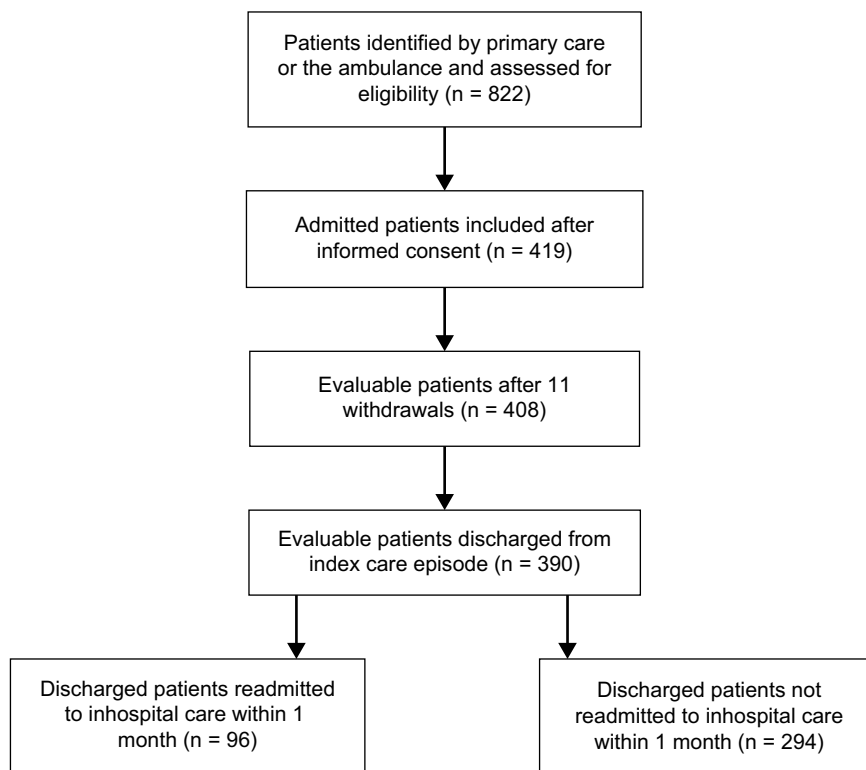 Patients identified by primary care
or the ambulance and assessed for
eligibility (n = 822)
Admitted patients included after
informed consent (n = 419)
Evaluable patients after 11
withdrawals (n = 408)
Evaluable patients discharged from
index care episode (n = 390)
Discharged patients readmitted
to inhospital care within 1
month (n = 96)
Discharged patients not
readmitted to inhospital care
within 1 month (n = 294)